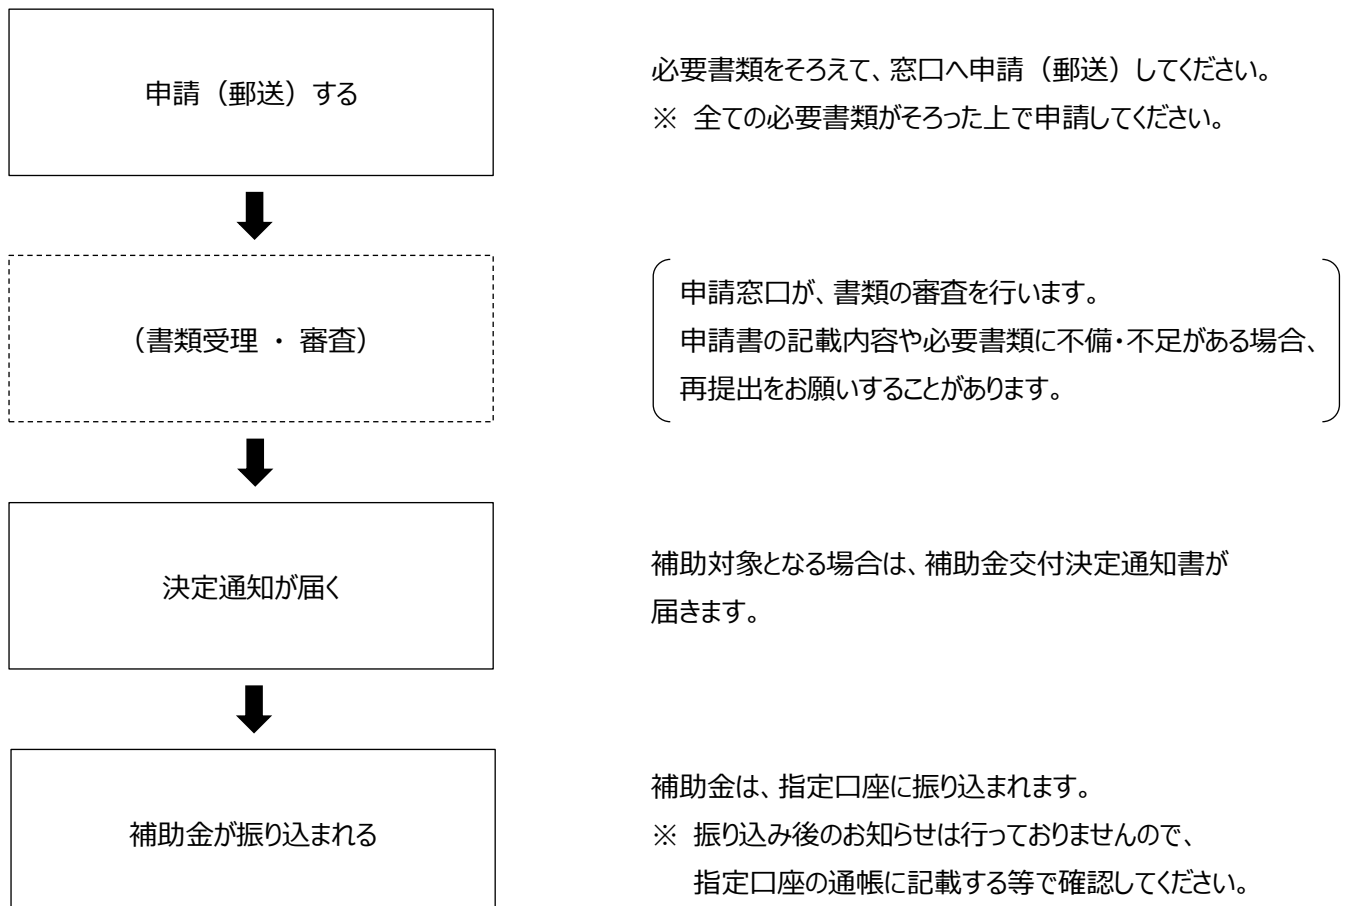 申請（郵送）する
必要書類をそろえて、窓口へ申請（郵送）してください。
※ 全ての必要書類がそろった上で申請してください。
（書類受理 ・ 審査）
申請窓口が、書類の審査を行います。
申請書の記載内容や必要書類に不備・不足がある場合、
再提出をお願いすることがあります。
決定通知が届く
補助対象となる場合は、補助金交付決定通知書が
届きます。
補助金が振り込まれる
補助金は、指定口座に振り込まれます。
※ 振り込み後のお知らせは行っておりませんので、
指定口座の通帳に記載する等で確認してください。